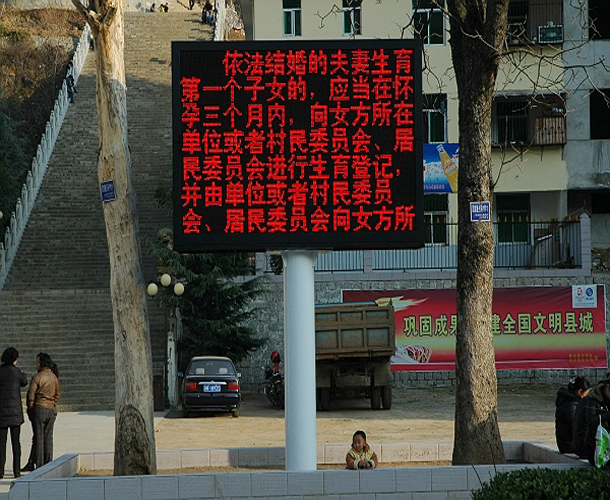 依法结婚的夫妻生育
第一个子女的，应当在怀
孕三个月内，向女方所在
单位或者村民委员会、居
民委员会进行生育登记，
并由单位或者村民委员
会、居民委员会向女方所
巩固成果 建全国文明县城